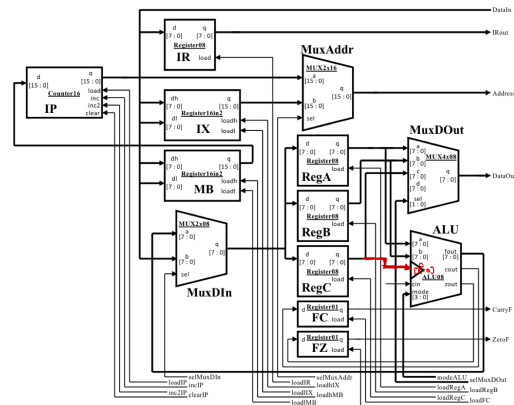 DataIn
d
[7 : 0]
q
[7 : 0]
Register08
load
IR
IRout
MuxAddr
MUX2x16
a
[15 : 0]
b
[15 : 0]
q
[15 : 0]
sel
Address
d
[15 : 0]
q
[15 : 0]
Counter16
load
inc
inc2
clear
IP
dh
[7 : 0]
q
[15 : 0]
Register16in2
dl
[7 : 0]
loadh
loadl
IX
dh
[7 : 0]
q
[15 : 0]
Register16in2
dl
[7 : 0]
loadh
loadl
MB
d
[7 : 0]
q
[7 : 0]
Register08
load
RegA
MuxDOut
MUX4x08
a
[7 : 0]
b
[7 : 0]
c
[7 : 0]
d
[7 : 0]
q
[7 : 0]
sel
[1 : 0]
DataOut
d
[7 : 0]
q
[7 : 0]
Register08
load
RegB
MUX2x08
a
[7 : 0]
b
[7 : 0]
q
[7 : 0]
sel
MuxDIn
d
[7 : 0]
q
[7 : 0]
Register08
load
RegC
ALU
a
[7 : 0]
b
[7 : 0]
fout
[7 : 0]
cout
zout
ALU08
cin
mode
[3 : 0]
Register01
d
q
load
FC
CarryF
Register01
d
q
load
FZ
ZeroF
selMuxDIn
loadIP
incIP
inc2IP
clearIP
selMuxAddr
loadIR
loadhIX
loadlIX
loadhMB
loadlMB
modeALU
selMuxDOut
loadRegA
loadRegB
loadRegC
loadFC